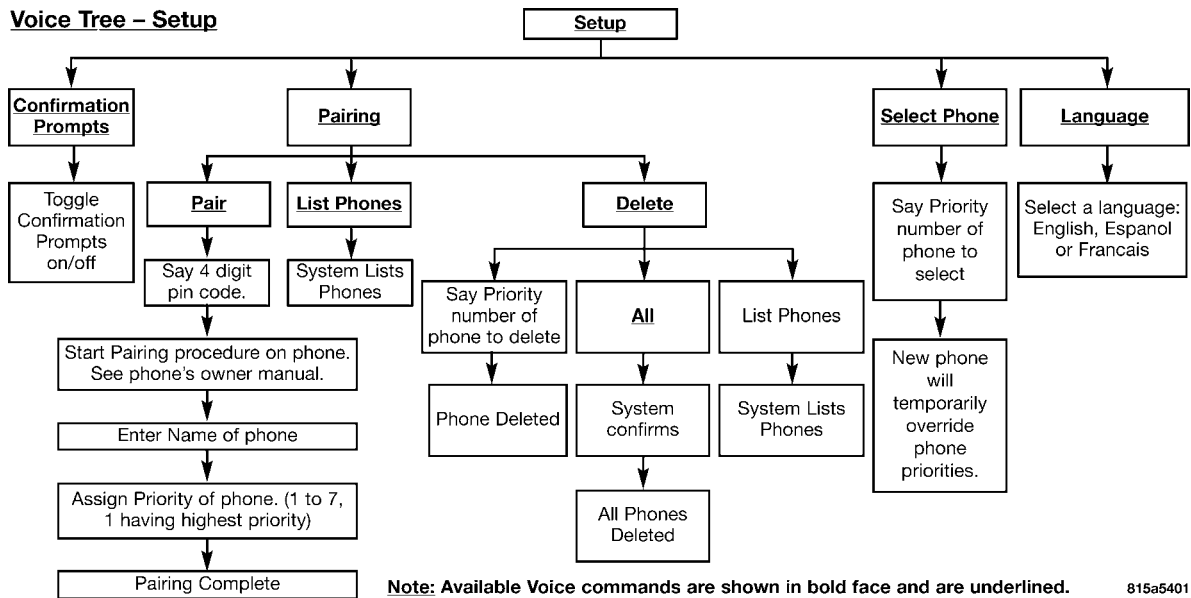 Voice Tree – Setup
Setup
Confirmation
Prompts
Pairing
Select Phone
Language
Toggle
Confirmation
Prompts
on/off
Pair
List Phones
Delete
Say Priority
number of
phone to
select
Select a language:
English, Espanol
or Francais
Say 4 digit
pin code.
System Lists
Phones
Say Priority
number of
phone to delete
All
List Phones
Start Pairing procedure on phone.
See phone's owner manual.
New phone
will
temporarily
override
phone
priorities.
Phone Deleted
System
confirms
System Lists
Phones
Enter Name of phone
Assign Priority of phone. (1 to 7,
1 having highest priority)
All Phones
Deleted
Pairing Complete
Note: Available Voice commands are shown in bold face and are underlined.
815a5401